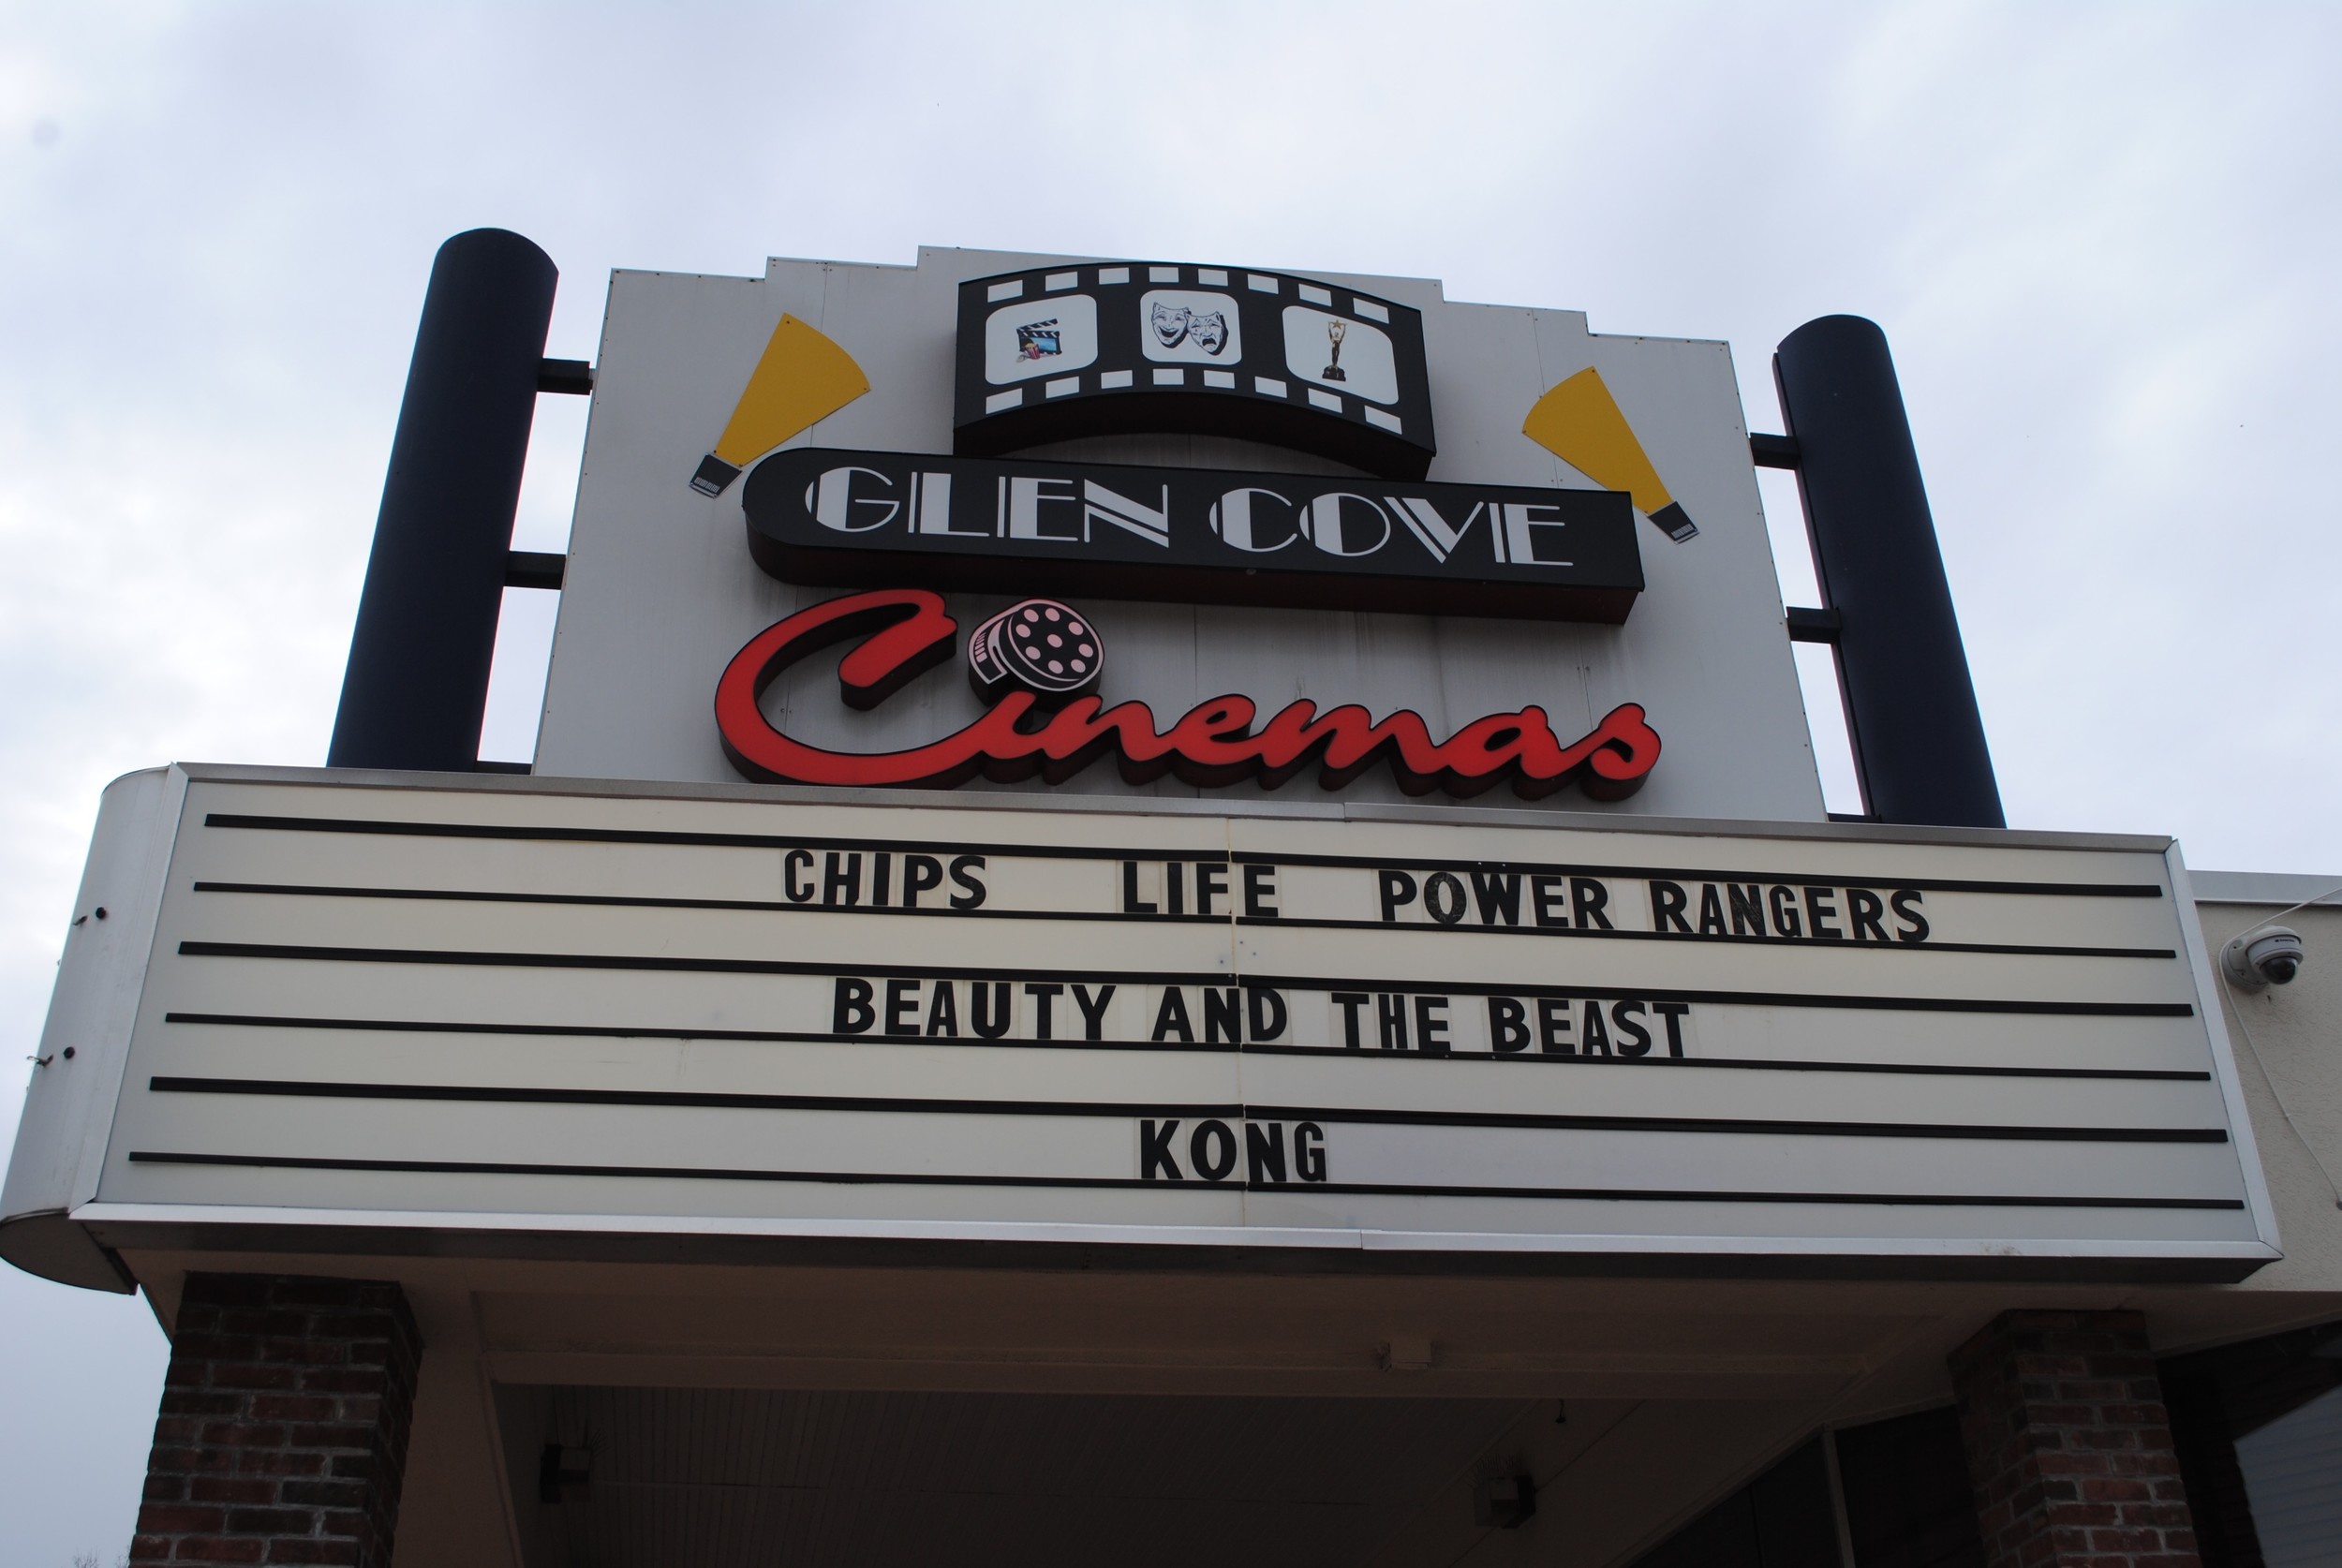 GLEN COVE
Cinemas
CHIPS LIFE POWER RANGERS
BEAUTY AND THE BEAST
KONG